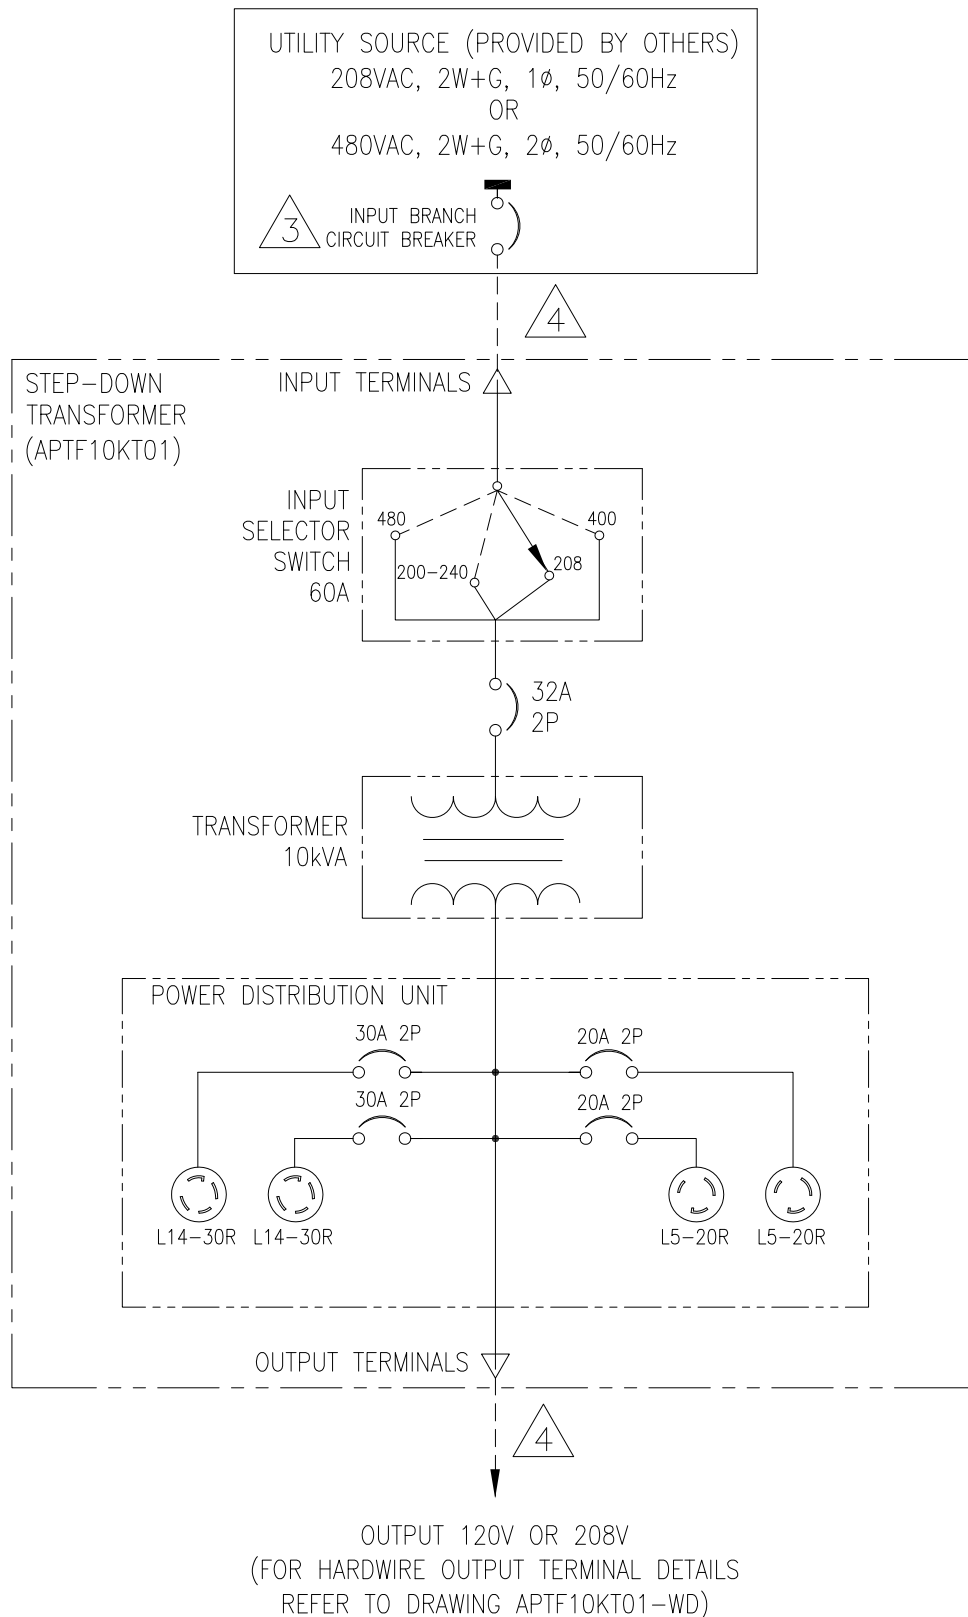 UTILITY SOURCE (PROVIDED BY OTHERS)
208VAC, 2W+G, 1ø, 50/60Hz
OR
480VAC, 2W+G, 2ø, 50/60Hz
3
INPUT BRANCH
CIRCUIT BREAKER
4
STEP-DOWN
TRANSFORMER
(APTF10KT01)
INPUT TERMINALS
INPUT
SELECTOR
SWITCH
60A
480
400
200-240
208
32A
2P
TRANSFORMER
10kVA
POWER DISTRIBUTION UNIT
30A 2P
20A 2P
30A 2P
20A 2P
L14-30R
L14-30R
L5-20R
L5-20R
OUTPUT TERMINALS
4
OUTPUT 120V OR 208V
(FOR HARDWIRE OUTPUT TERMINAL DETAILS
REFER TO DRAWING APTF10KT01-WD)